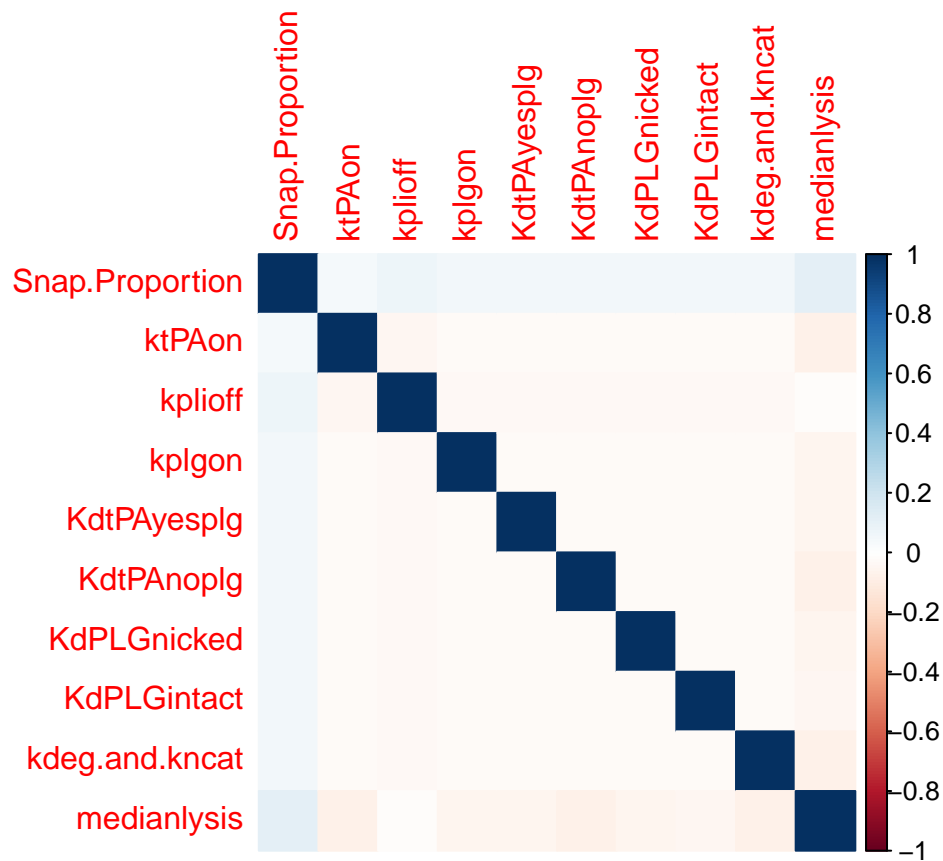 Snap.Proportion
ktPAon
kplioff
kplgon
KdtPAyesplg
KdtPAnoplg
KdPLGnicked
KdPLGintact
kdeg.and.kncat
medianlysis
Snap.Proportion
ktPAon
kplioff
kplgon
KdtPAyesplg
KdtPAnoplg
KdPLGnicked
KdPLGintact
kdeg.and.kncat
medianlysis
1
0.8
0.6
0.4
0.2
0
−0.2
−0.4
−0.6
−0.8
−1